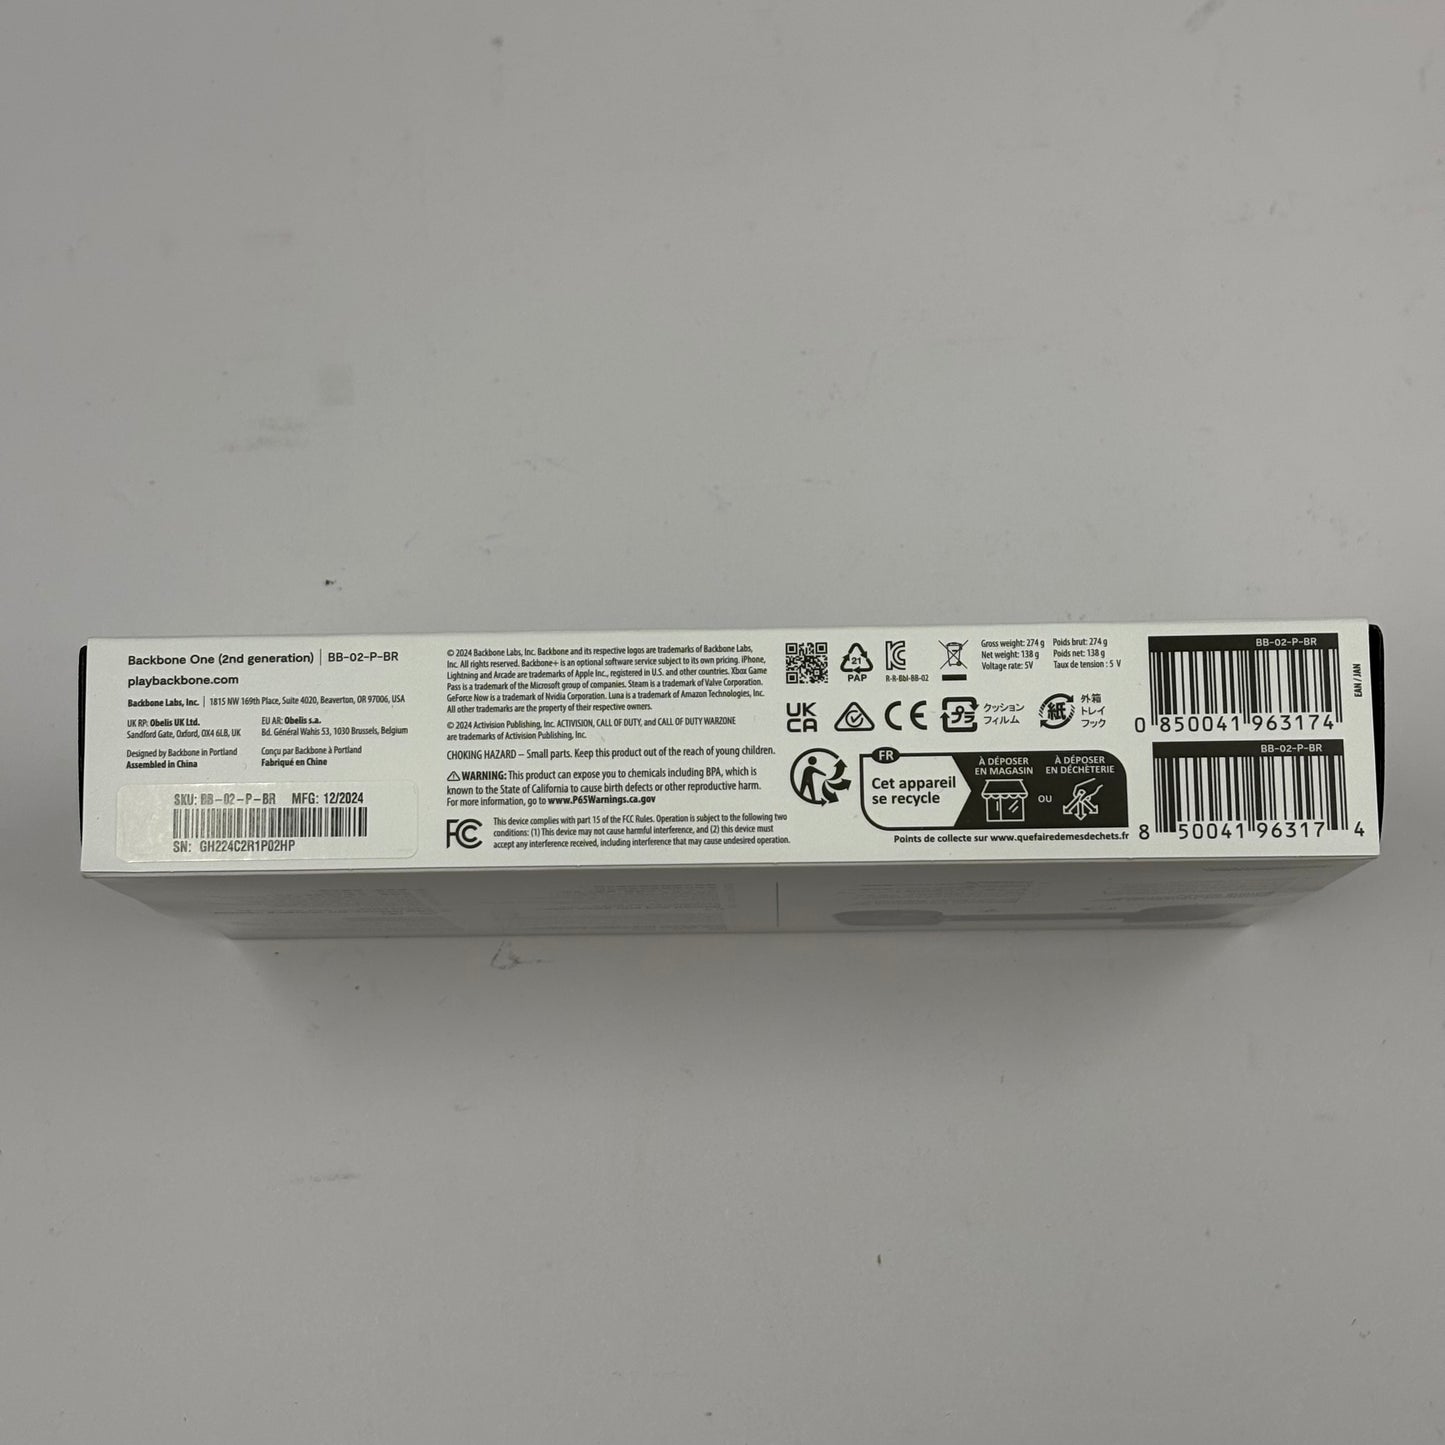 Backbone One (2nd generation) | BB-02-P-BR
playbackbone.com
Backbone Labs, Inc. | 1815 NW 169th Place, Suite 4020, Beaverton, OR 97006, USA
UK RP: Obelis UK Ltd.
Sandford Gate, Oxford, OX4 6LB, UK
EU AR: Obelis s.a.
Bd. Général Wahis 53, 1030 Brussels, Belgium
Designed by Backbone in Portland
Assembled in China
Conçu par Backbone à Portland
Fabriqué en Chine
SKU: BB-02-P-BR MFG: 12/2024
SN: GH224C2R1P02HP
© 2024 Backbone Labs, Inc. Backbone and its respective logos are trademarks of Backbone Labs,
Inc. All rights reserved. Backbone+ is an optional software service subject to its own pricing. iPhone,
Lightning and Arcade are trademarks of Apple Inc., registered in U.S. and other countries. Xbox Game
Pass is a trademark of the Microsoft group of companies. Steam is a trademark of Valve Corporation.
GeForce Now is a trademark of Nvidia Corporation. Luna is a trademark of Amazon Technologies, Inc.
All other trademarks are the property of their respective owners.
© 2024 Activision Publishing, Inc. ACTIVISION, CALL OF DUTY, and CALL OF DUTY WARZONE
are trademarks of Activision Publishing, Inc.
CHOKING HAZARD – Small parts. Keep this product out of the reach of young children.
WARNING: This product can expose you to chemicals including BPA, which is
known to the State of California to cause birth defects or other reproductive harm.
For more information, go to www.P65Warnings.ca.gov
FC
This device complies with part 15 of the FCC Rules. Operation is subject to the following two
conditions: (1) This device may not cause harmful interference, and (2) this device must
accept any interference received, including interference that may cause undesired operation.
21
PAP
R-R-BbI-BB-02
Gross weight: 274 g
Net weight: 138 g
Voltage rate: 5V
Poids brut: 274 g
Poids net: 138 g
Taux de tension : 5 V
UK
CA
CE
プラ
クッション
フィルム
紙
外箱
トレイ
フック
FR
Cet appareil
se recycle
À DÉPOSER
EN MAGASIN
OU
À DÉPOSER
EN DÉCHÈTERIE
Points de collecte sur www.quefairedemesdechets.fr
BB-02-P-BR
0 850041 963174
EAN / JAN
BB-02-P-BR
8 50041 96317 4